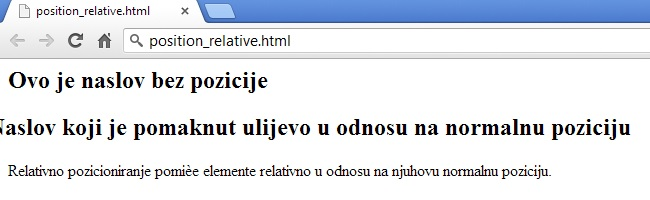 position_relative.html
position_relative.html
Ovo je naslov bez pozicije
Naslov koji je pomaknut ulijevo u odnosu na normalnu poziciju
Relativno pozicioniranje pomièe elemente relativno u odnosu na njuhovu normalnu poziciju.